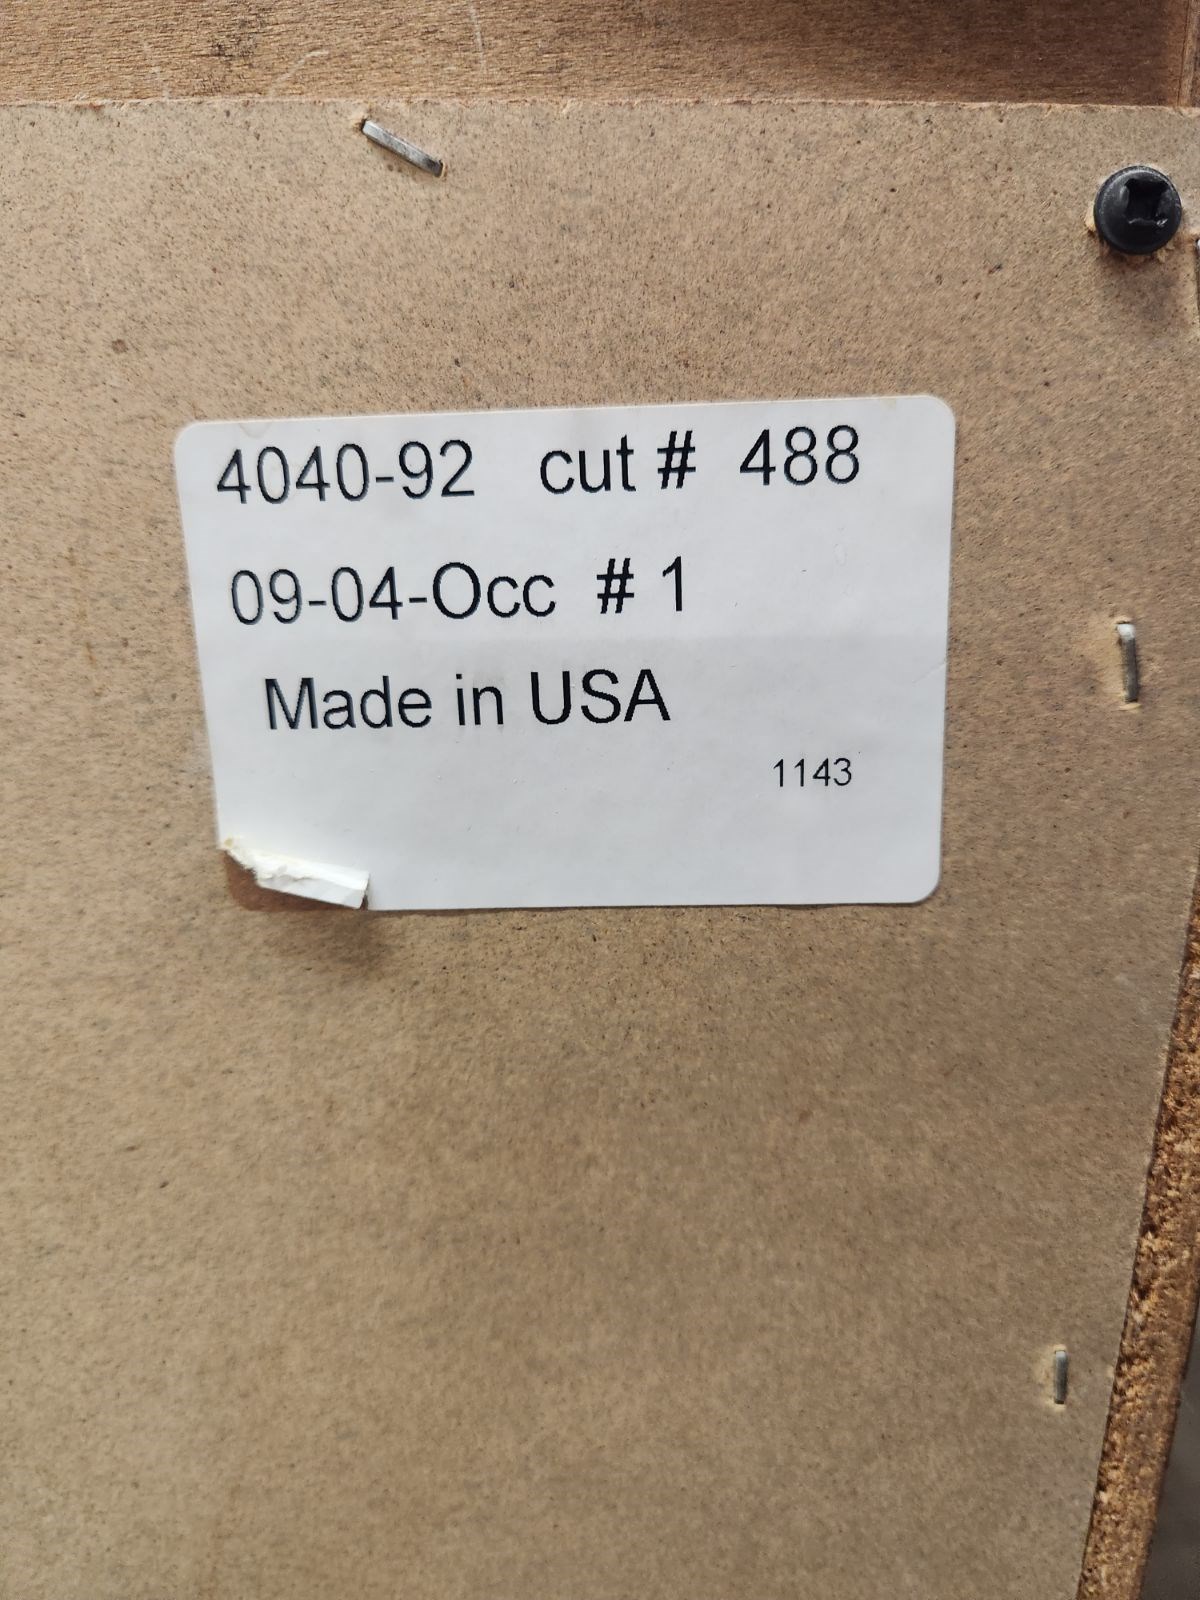 4040-92 cut # 488
09-04-Occ # 1
Made in USA
1143